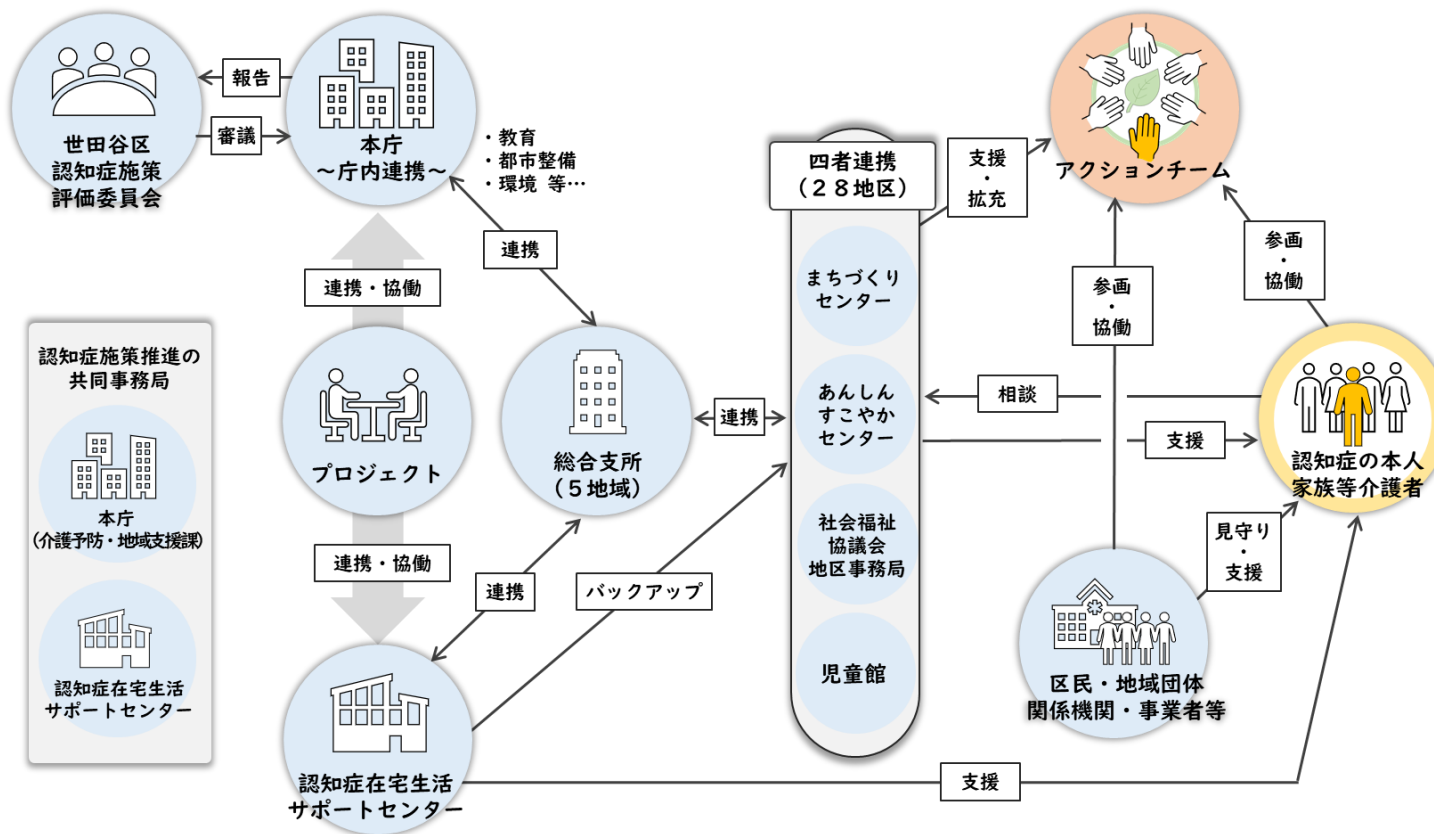 報告
審議
世田谷区
認知症施策
評価委員会
本庁
~庁内連携~
・教育
・都市整備
・環境 等…
連携
連携・協働
プロジェクト
連携・協働
認知症施策推進の
共同事務局
本庁
(介護予防・地域支援課)
認知症在宅生活
サポートセンター
総合支所
(5地域)
連携
連携
バックアップ
認知症在宅生活
サポートセンター
四者連携
(28地区)
まちづくり
センター
あんしん
すこやか
センター
社会福祉
協議会
地区事務局
児童館
支援
・
拡充
アクションチーム
参画
・
協働
参画
・
協働
相談
支援
認知症の本人
家族等介護者
見守り
・
支援
区民・地域団体
関係機関・事業者等
支援